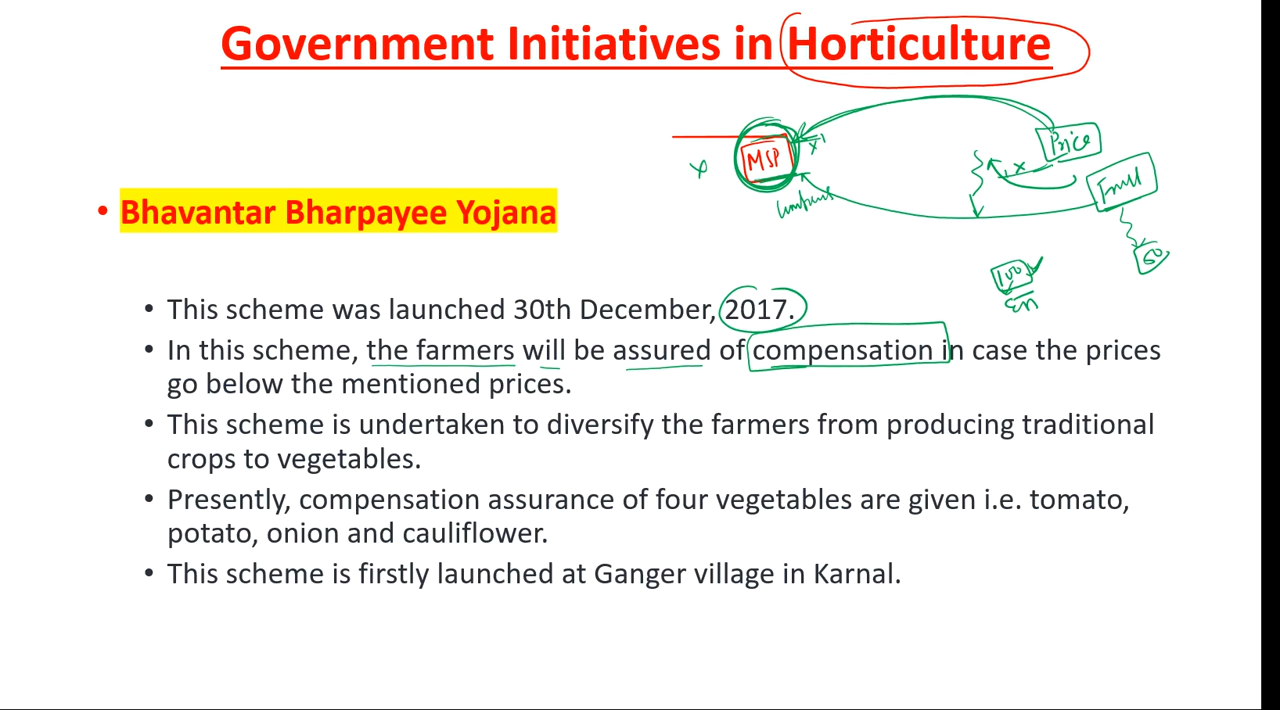 Government Initiatives in Horticulture
MSP
Price
x
x
• Bhavantar Bharpayee Yojana
100
• This scheme was launched 30th December, 2017.
• In this scheme, the farmers will be assured of compensation in case the prices
go below the mentioned prices.
• This scheme is undertaken to diversify the farmers from producing traditional
crops to vegetables.
• Presently, compensation assurance of four vegetables are given i.e. tomato,
potato, onion and cauliflower.
• This scheme is firstly launched at Ganger village in Karnal.